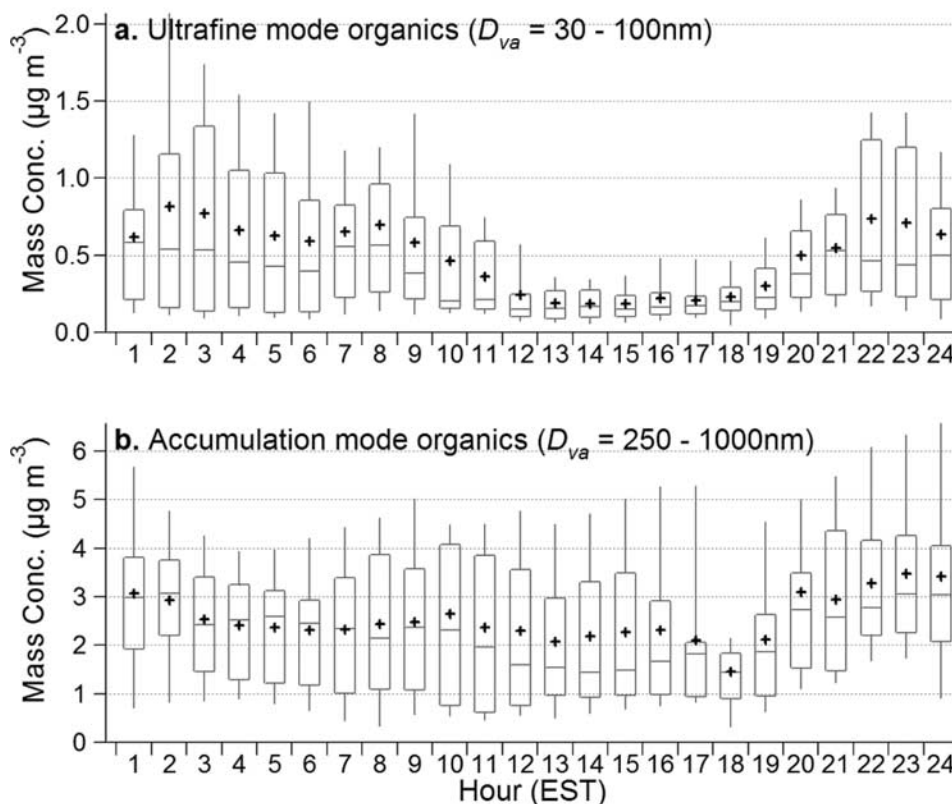 a. Ultrafine mode organics (Dva = 30 - 100nm)
Mass Conc. (µg m-3)
2.0
1.5
1.0
0.5
0.0
1 2 3 4 5 6 7 8 9 10 11 12 13 14 15 16 17 18 19 20 21 22 23 24
b. Accumulation mode organics (Dva = 250 - 1000nm)
Mass Conc. (µg m-3)
6
5
4
3
2
1
0
1 2 3 4 5 6 7 8 9 10 11 12 13 14 15 16 17 18 19 20 21 22 23 24
Hour (EST)